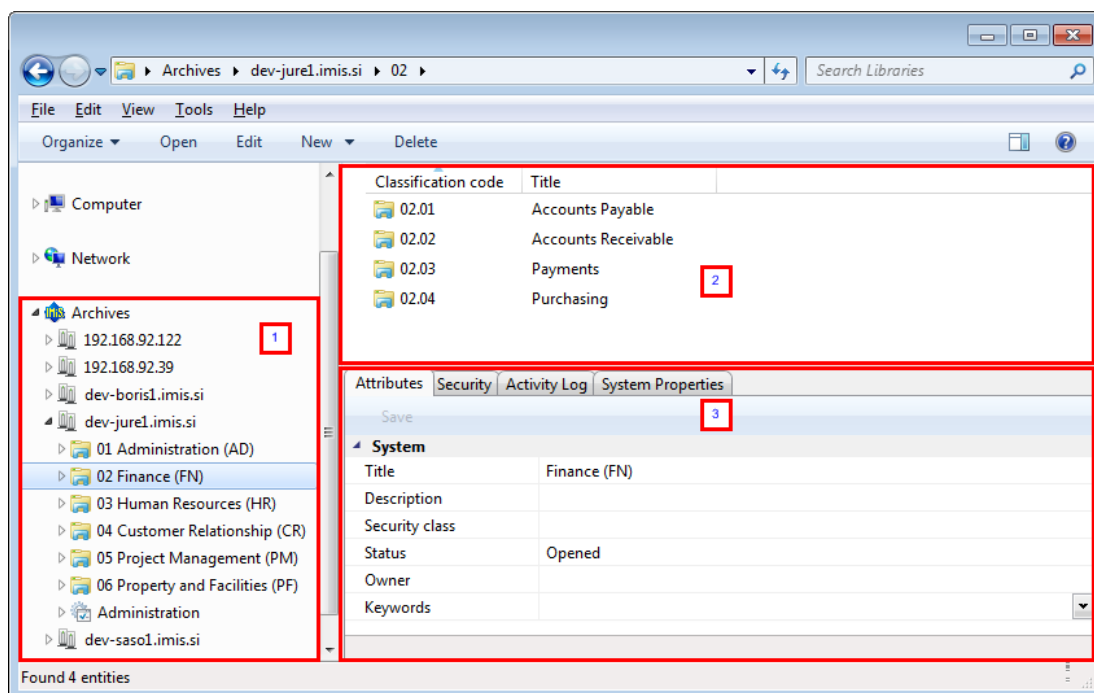 Archives dev-jure1.imis.si 02
Search Libraries
File Edit View Tools Help
Organize Open Edit New Delete
Computer
Network
Archives
1
192.168.92.122
192.168.92.39
dev-boris1.imis.si
dev-jure1.imis.si
01 Administration (AD)
02 Finance (FN)
03 Human Resources (HR)
04 Customer Relationship (CR)
05 Project Management (PM)
06 Property and Facilities (PF)
Administration
dev-saso1.imis.si
Classification code Title
02.01 Accounts Payable
02.02 Accounts Receivable
02.03 Payments
2
02.04 Purchasing
Attributes Security Activity Log System Properties
Save
3
System
Title Finance (FN)
Description
Security class
Status Opened
Owner
Keywords
Found 4 entities